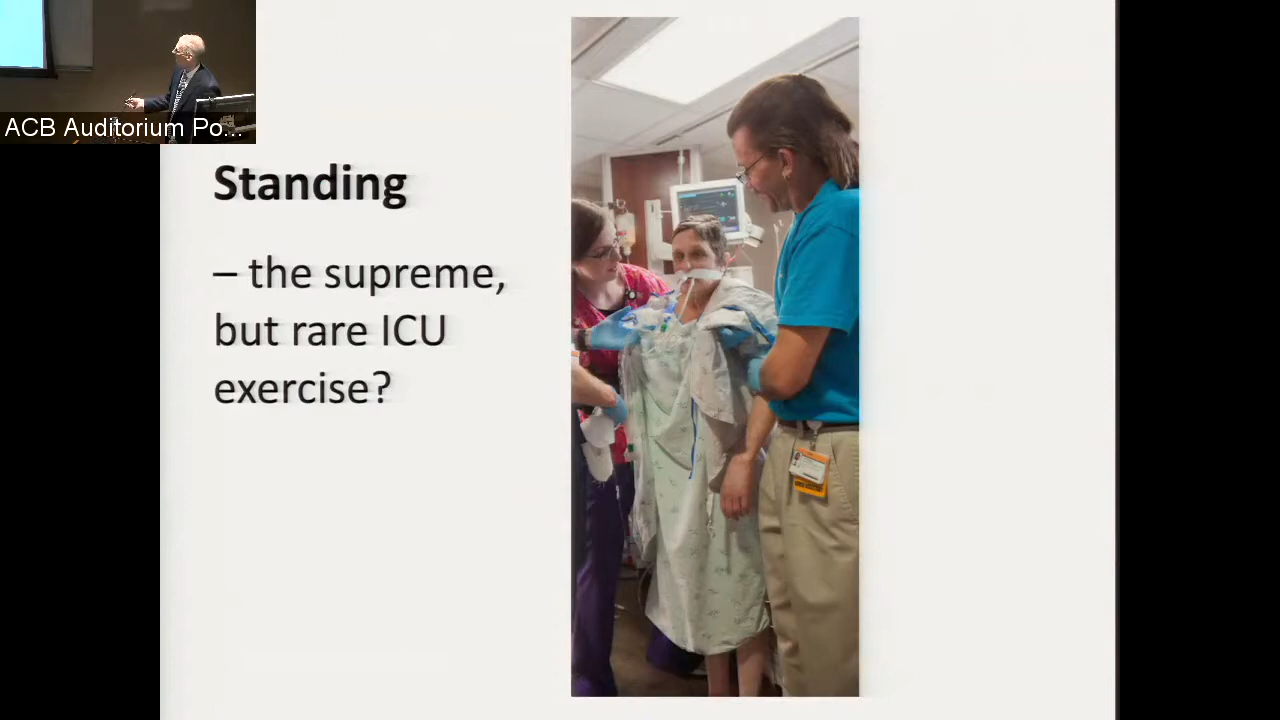 ACB Auditorium Po...
Standing
– the supreme,
but rare ICU
exercise?